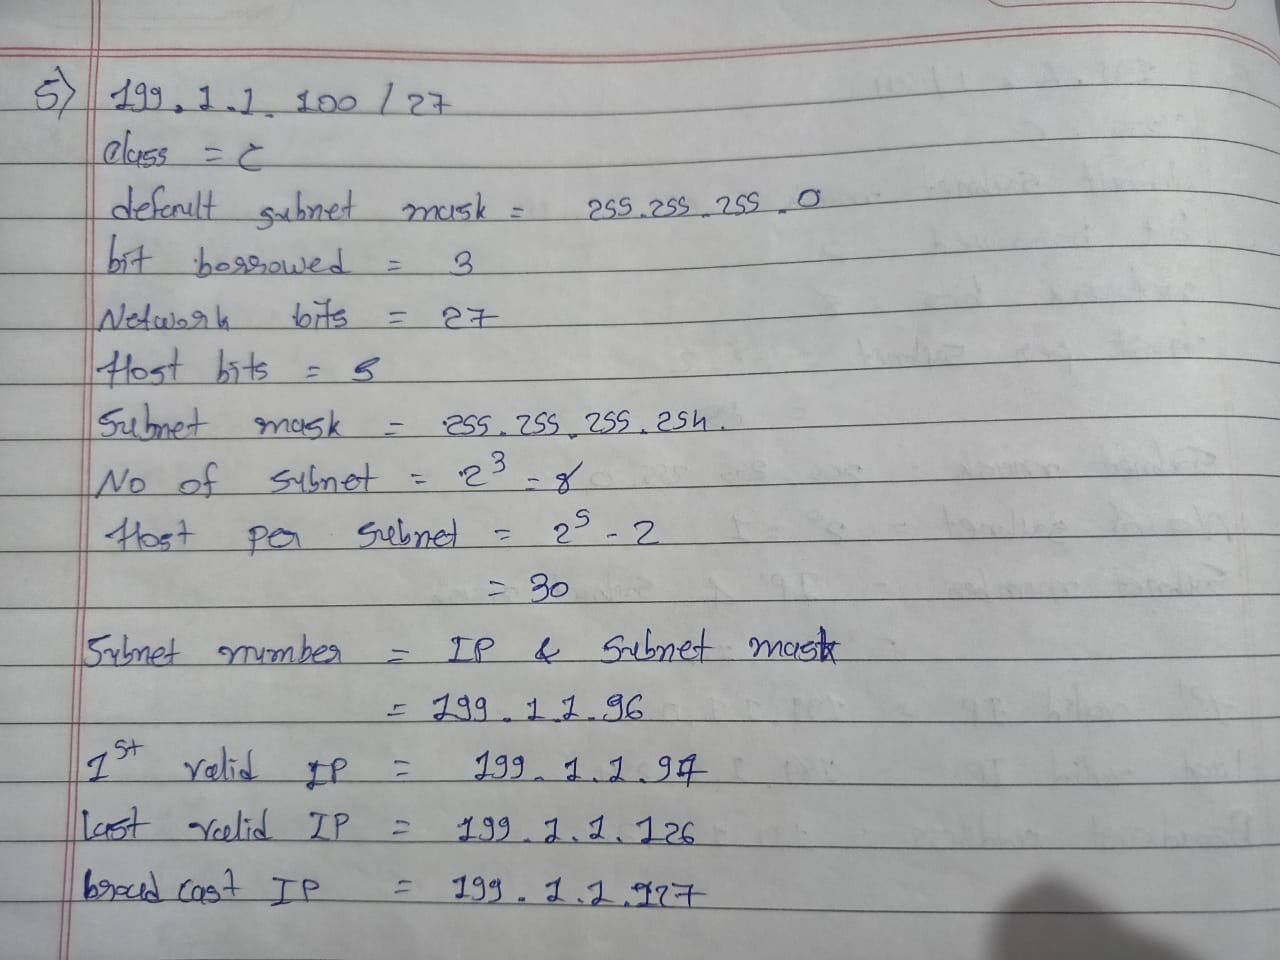 5) 199.1.1.100 / 27
Class = C
default subnet mask = 255.255.255.0
bit borrowed = 3
Network bits = 27
Host bits = 5
Subnet mask = 255.255.255.254.
No of subnet = 2^3 = 8
Host per subnet = 2^5 - 2
= 30
Subnet number = IP & Subnet mask
= 199.1.1.96
1st valid IP = 199.1.1.97
last valid IP = 199.1.1.126
broad cast IP = 199.1.1.127